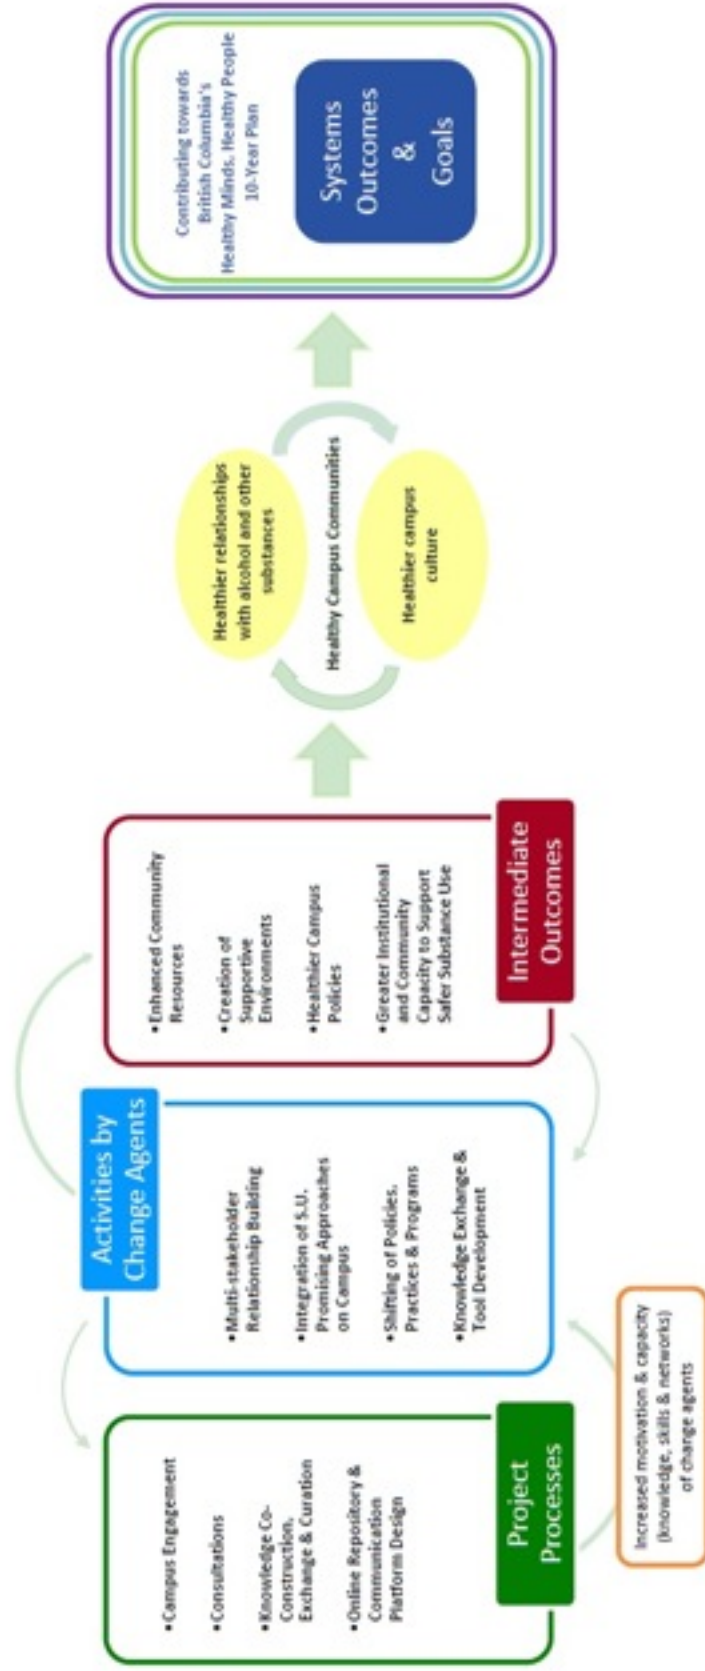 •Campus Engagement
•Consultations
•Knowledge Co-
Construction,
Exchange & Curation
•Online Repository &
Communication
Platform Design
Project
Processes
Increased motivation & capacity
(knowledge, skills & networks)
of change agents
Activities by
Change Agents
•Multi-stakeholder
Relationship Building
•Integration of S.U.
Promising Approaches
on Campus
•Shifting of Policies,
Practices & Programs
•Knowledge Exchange &
Tool Development
•Enhanced Community
Resources
•Creation of
Supportive
Environments
•Healthier Campus
Policies
•Greater Institutional
and Community
Capacity to Support
Safer Substance Use
Intermediate
Outcomes
Healthier relationships
with alcohol and other
substances
Healthy Campus Communities
Healthier campus
culture
Contributing towards
British Columbia's
Healthy Minds, Healthy People
10-Year Plan
Systems
Outcomes
&
Goals